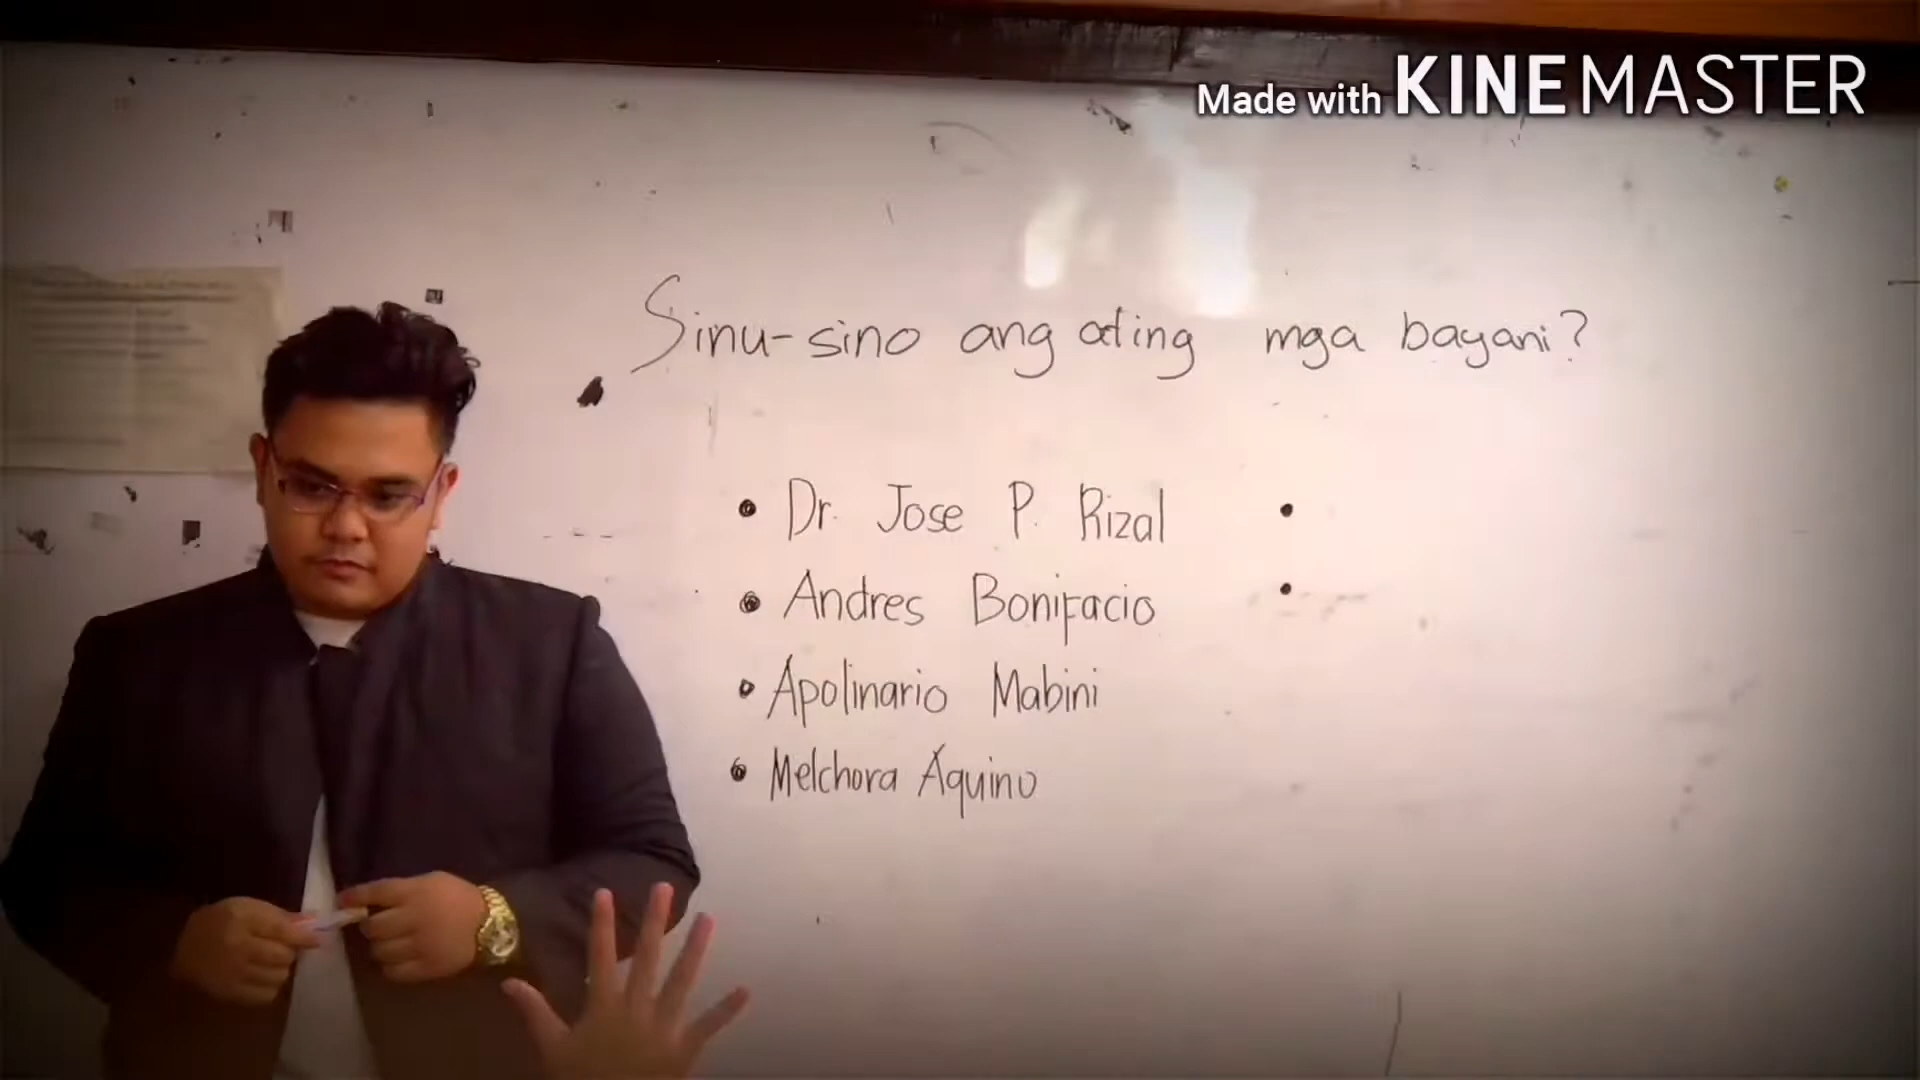 Made with KINEMASTER
Sinu-sino ang ating mga bayani?
• Dr. Jose P. Rizal •
• Andres Bonifacio •
• Apolinario Mabini
• Melchora Aquino